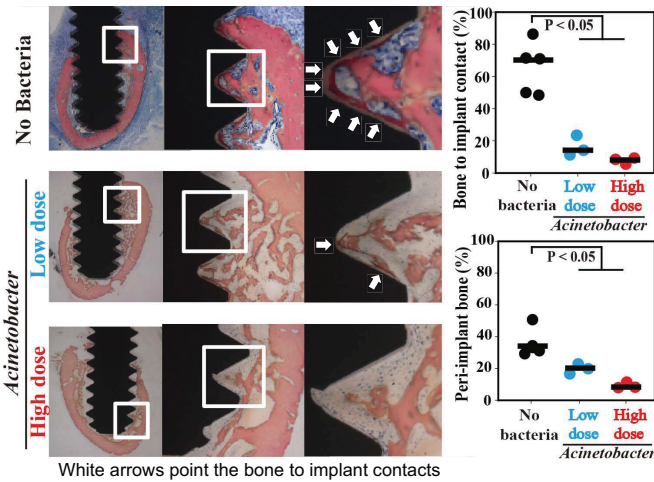 No Bacteria
Acinetobacter
Low dose
High dose
White arrows point the bone to implant contacts
Bone to implant contact (%)
100
80
60
40
20
0
P < 0.05
No
bacteria
Low
dose
High
dose
Acinetobacter
Peri-implant bone (%)
100
80
60
40
20
0
P < 0.05
No
bacteria
Low
dose
High
dose
Acinetobacter